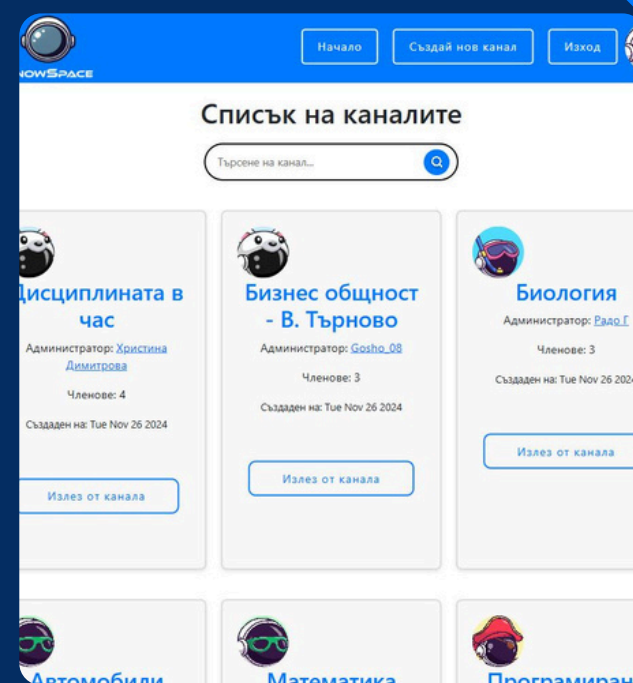 NOWSPACE
Начало
Създай нов канал
Изход
Списък на каналите
Търсене на канал...
Дисциплината в
час
Администратор: Христина
Димитрова
Членове: 4
Създаден на: Tue Nov 26 2024
Излез от канала
Бизнес общност
- В. Търново
Администратор: Gosho_08
Членове: 3
Създаден на: Tue Nov 26 2024
Излез от канала
Биология
Администратор: Радо Г
Членове: 3
Създаден на: Tue Nov 26 2024
Излез от канала
Автомобили
Математика
Програмиран